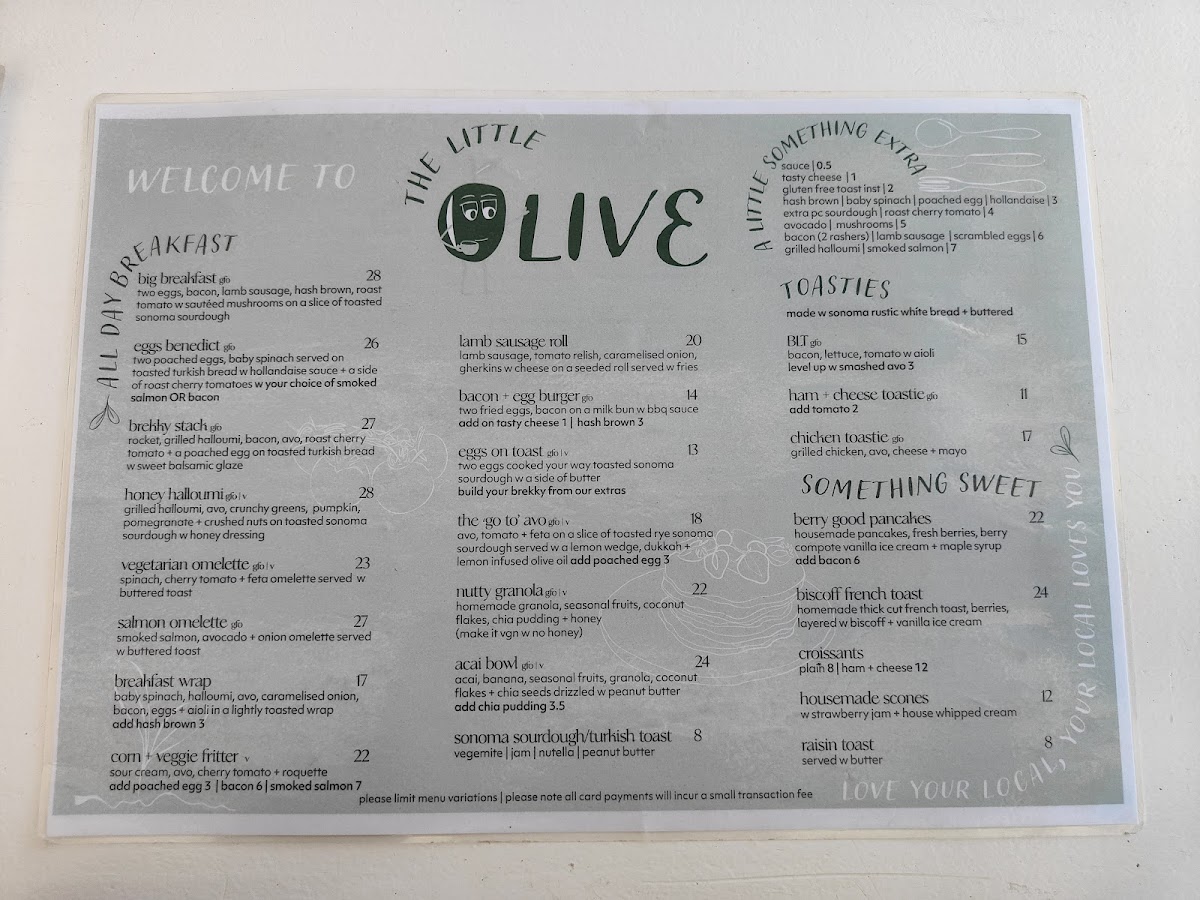 WELCOME TO
THE LITTLE
OLIVE
ALL DAY BREAKFAST
big breakfast gfo 28
two eggs, bacon, lamb sausage, hash brown, roast
tomato w sautéed mushrooms on a slice of toasted
sonoma sourdough
eggs benedict gfo 26
two poached eggs, baby spinach served on
toasted turkish bread w hollandaise sauce + a side
of roast cherry tomatoes w your choice of smoked
salmon OR bacon
brekky stach gfo 27
rocket, grilled halloumi, bacon, avo, roast cherry
tomato + a poached egg on toasted turkish bread
w sweet balsamic glaze
honey halloumi gfo | v 28
grilled halloumi, avo, crunchy greens, pumpkin,
pomegranate + crushed nuts on toasted sonoma
sourdough w honey dressing
vegetarian omelette gfo | v 23
spinach, cherry tomato + feta omelette served w
buttered toast
salmon omelette gfo 27
smoked salmon, avocado + onion omelette served
w buttered toast
breakfast wrap 17
baby spinach, halloumi, avo, caramelised onion,
bacon, eggs + aioli in a lightly toasted wrap
add hash brown 3
corn + veggie fritter v 22
sour cream, avo, cherry tomato + roquette
add poached egg 3 | bacon 6 | smoked salmon 7
lamb sausage roll 20
lamb sausage, tomato relish, caramelised onion,
gherkins w cheese on a seeded roll served w fries
bacon + egg burger gfo 14
two fried eggs, bacon on a milk bun w bbq sauce
add on tasty cheese 1 | hash brown 3
eggs on toast gfo | v 13
two eggs cooked your way toasted sonoma
sourdough w a side of butter
build your brekky from our extras
the 'go to' avo gfo | v 18
avo, tomato + feta on a slice of toasted rye sonoma
sourdough served w a lemon wedge, dukkah +
lemon infused olive oil add poached egg 3
nutty granola gfo | v 22
homemade granola, seasonal fruits, coconut
flakes, chia pudding + honey
(make it vgn w no honey)
acai bowl gfo | v 24
acai, banana, seasonal fruits, granola, coconut
flakes + chia seeds drizzled w peanut butter
add chia pudding 3.5
sonoma sourdough/turkish toast 8
vegemite | jam | nutella | peanut butter
A LITTLE SOMETHING EXTRA
sauce | 0.5
tasty cheese | 1
gluten free toast inst | 2
hash brown | baby spinach | poached egg | hollandaise | 3
extra pc sourdough | roast cherry tomato | 4
avocado | mushrooms | 5
bacon (2 rashers) | lamb sausage | scrambled eggs | 6
grilled halloumi | smoked salmon | 7
TOASTIES
made w sonoma rustic white bread + buttered
BLT gfo 15
bacon, lettuce, tomato w aioli
level up w smashed avo 3
ham + cheese toastie gfo 11
add tomato 2
chicken toastie gfo 17
grilled chicken, avo, cheese + mayo
SOMETHING SWEET
berry good pancakes 22
housemade pancakes, fresh berries, berry
compote vanilla ice cream + maple syrup
add bacon 6
biscoff french toast 24
homemade thick cut french toast, berries,
layered w biscoff + vanilla ice cream
croissants
plain 8 | ham + cheese 12
housemade scones 12
w strawberry jam + house whipped cream
raisin toast 8
served w butter
please limit menu variations | please note all card payments will incur a small transaction fee
LOVE YOUR LOCAL, YOUR LOCAL LOVES YOU